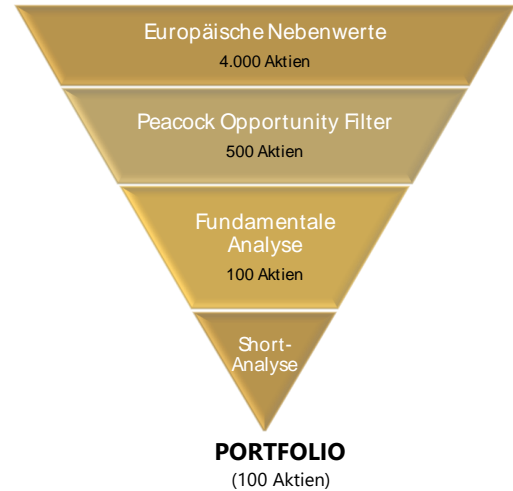 Europäische Nebenwerte
4.000 Aktien
Peacock Opportunity Filter
500 Aktien
Fundamentale
Analyse
100 Aktien
Short-
Analyse
PORTFOLIO
(100 Aktien)